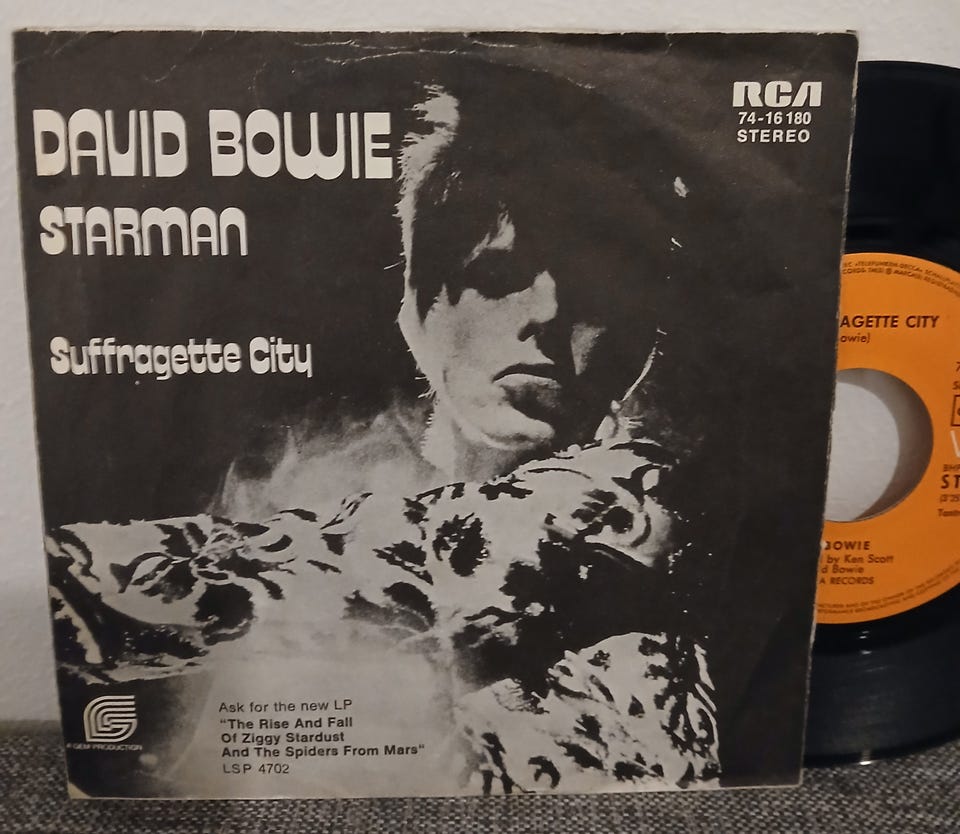 DAVID BOWIE
STARMAN
Suffragette City
RCA
74-16 180
STEREO
Ask for the new LP
"The Rise And Fall
Of Ziggy Stardust
And The Spiders From Mars"
LSP 4702
A GEM PRODUCTION
AGETTE CITY
owie)
BOWIE
by Ken Scott
d Bowie
A RECORDS